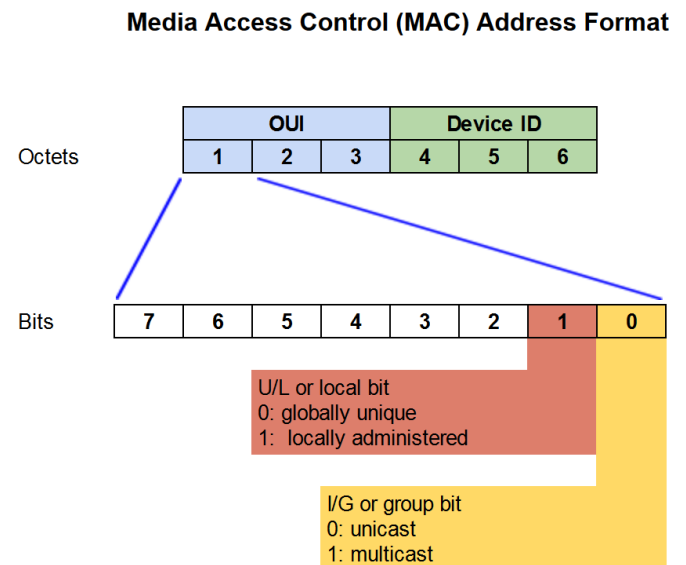 Media Access Control (MAC) Address Format
OUI Device ID
Octets 1 2 3 4 5 6
Bits 7 6 5 4 3 2 1 0
U/L or local bit
0: globally unique
1: locally administered
I/G or group bit
0: unicast
1: multicast